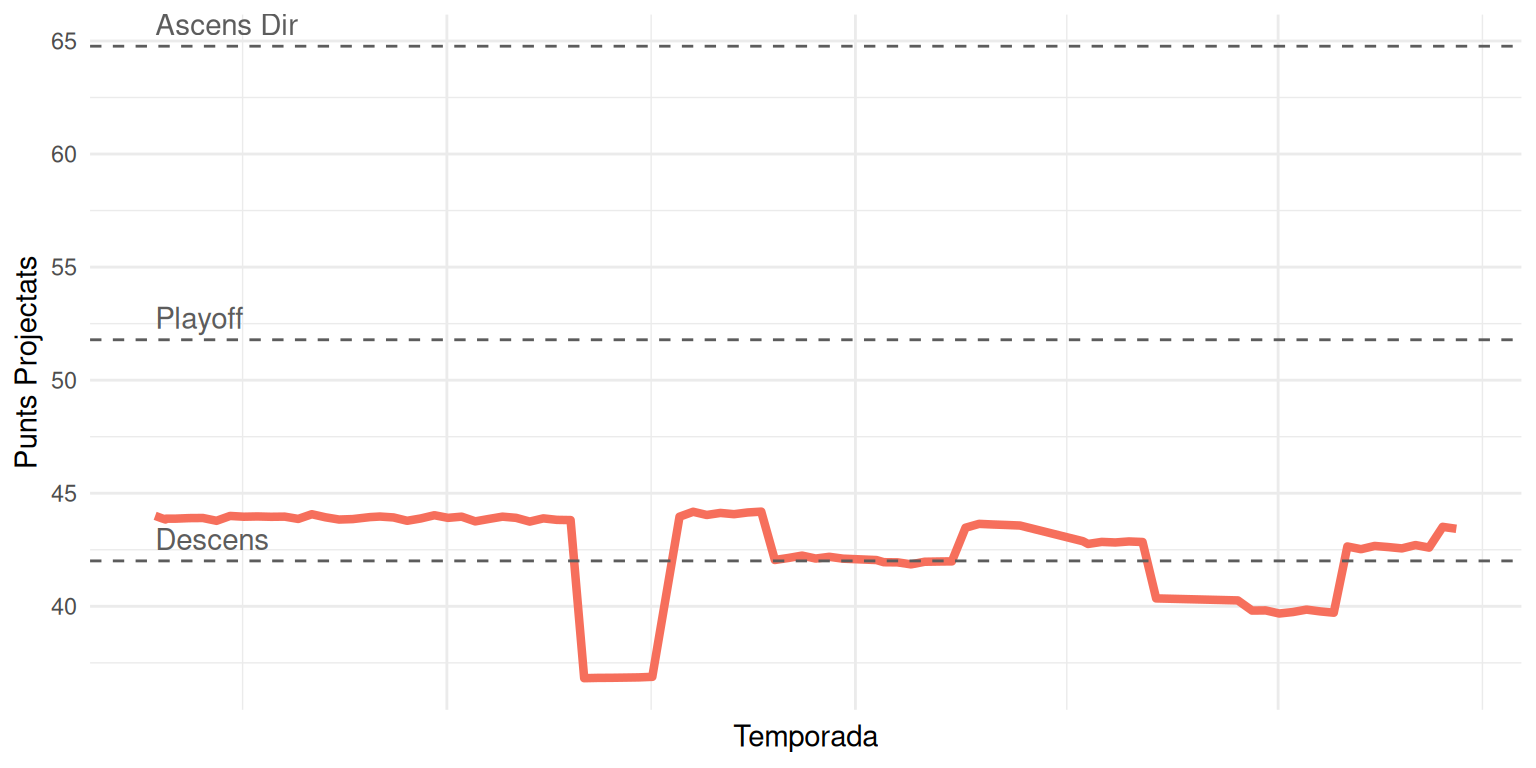 Ascens Dir
65
60
55
Playoff
50
45
Descens
40
Punts Projectats
Temporada